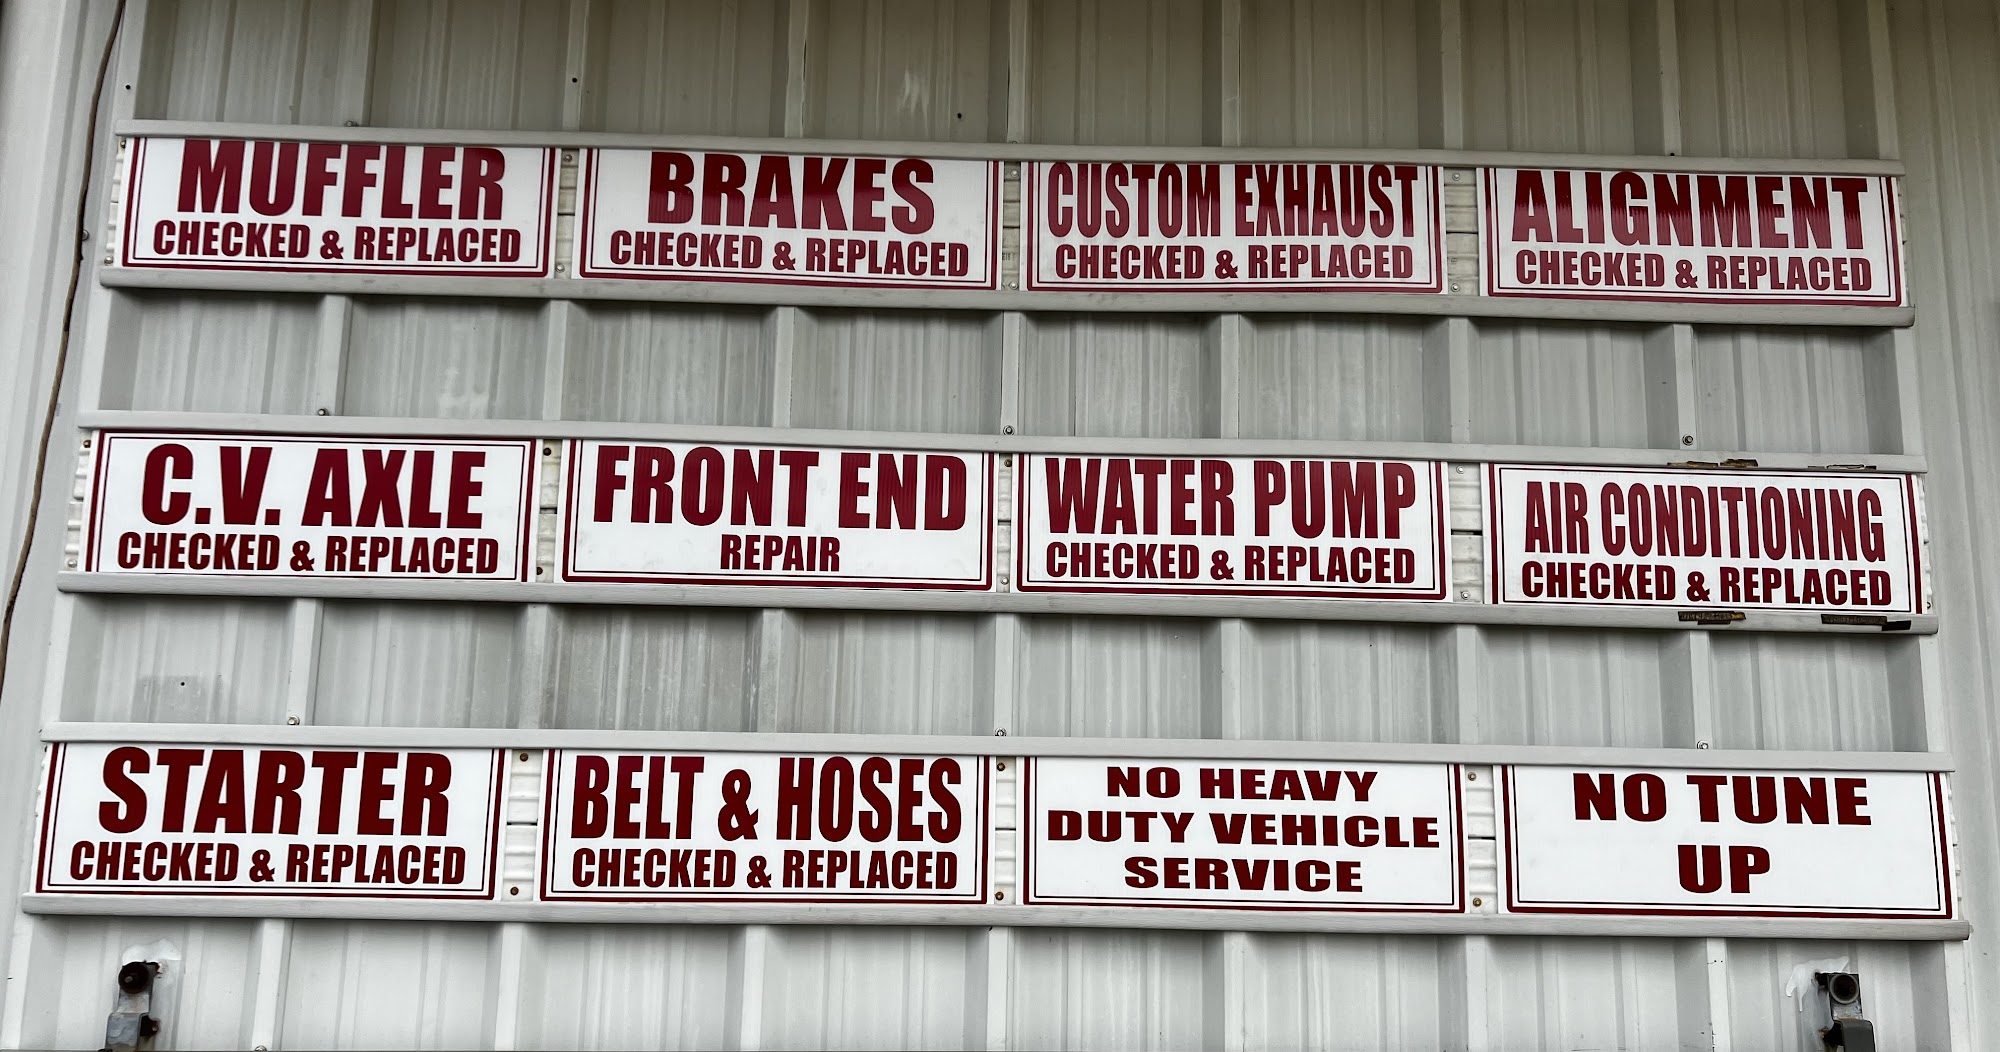 MUFFLER
CHECKED & REPLACED
BRAKES
CHECKED & REPLACED
CUSTOM EXHAUST
CHECKED & REPLACED
ALIGNMENT
CHECKED & REPLACED
C.V. AXLE
CHECKED & REPLACED
FRONT END
REPAIR
WATER PUMP
CHECKED & REPLACED
AIR CONDITIONING
CHECKED & REPLACED
STARTER
CHECKED & REPLACED
BELT & HOSES
CHECKED & REPLACED
NO HEAVY
DUTY VEHICLE
SERVICE
NO TUNE
UP